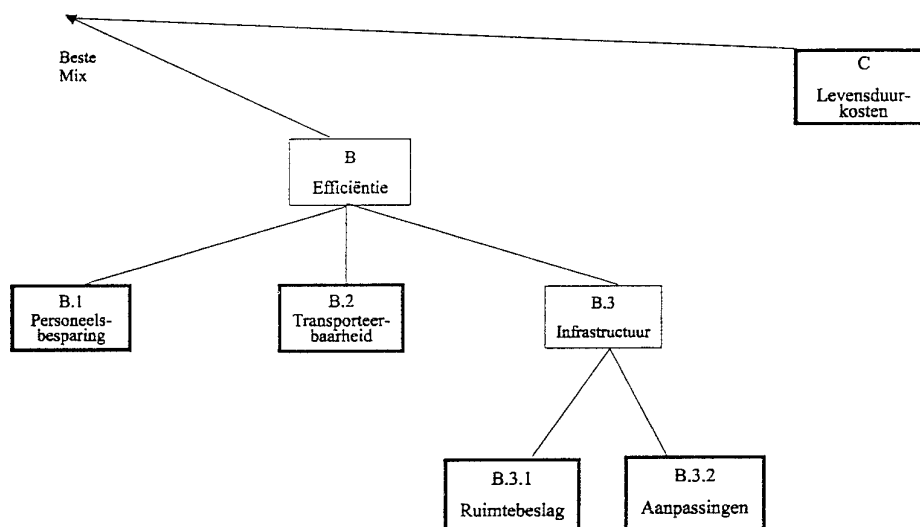 Beste
Mix
C
Levensduur-
kosten
B
Efficiëntie
B.1
Personeels-
besparing
B.2
Transporteer-
baarheid
B.3
Infrastructuur
B.3.1
Ruimtebeslag
B.3.2
Aanpassingen